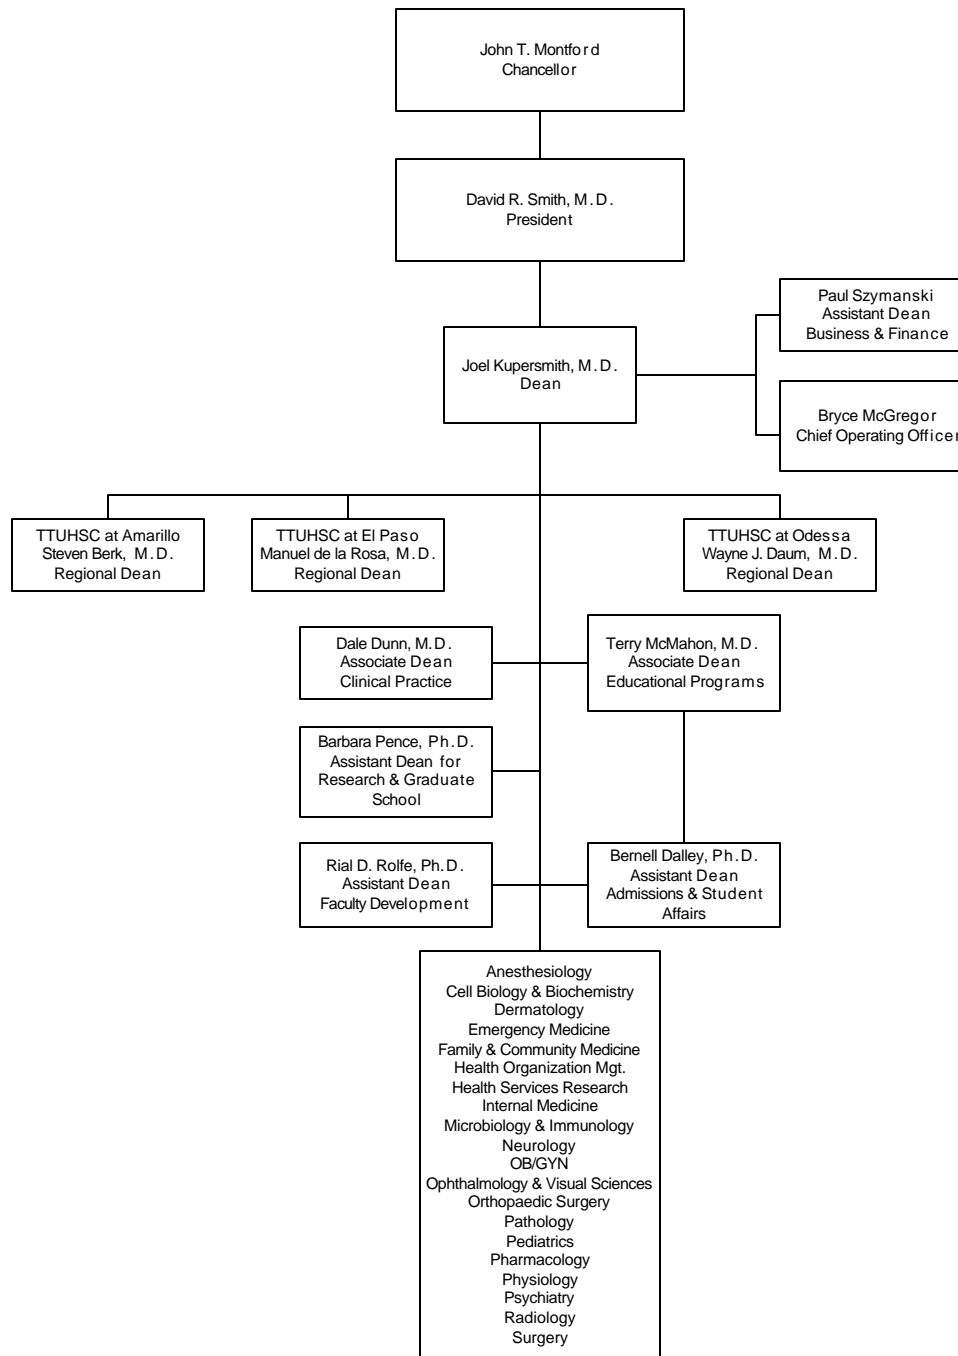 John T. Montford
Chancellor
David R. Smith, M.D.
President
Paul Szymanski
Assistant Dean
Business & Finance
Joel Kupersmith, M.D.
Dean
Bryce McGregor
Chief Operating Officer
TTUHSC at Amarillo
Steven Berk, M.D.
Regional Dean
TTUHSC at El Paso
Manuel de la Rosa, M.D.
Regional Dean
TTUHSC at Odessa
Wayne J. Daum, M.D.
Regional Dean
Dale Dunn, M.D.
Associate Dean
Clinical Practice
Terry McMahon, M.D.
Associate Dean
Educational Programs
Barbara Pence, Ph.D.
Assistant Dean for
Research & Graduate
School
Rial D. Rolfe, Ph.D.
Assistant Dean
Faculty Development
Bernell Dalley, Ph.D.
Assistant Dean
Admissions & Student
Affairs
Anesthesiology
Cell Biology & Biochemistry
Dermatology
Emergency Medicine
Family & Community Medicine
Health Organization Mgt.
Health Services Research
Internal Medicine
Microbiology & Immunology
Neurology
OB/GYN
Ophthalmology & Visual Sciences
Orthopaedic Surgery
Pathology
Pediatrics
Pharmacology
Physiology
Psychiatry
Radiology
Surgery